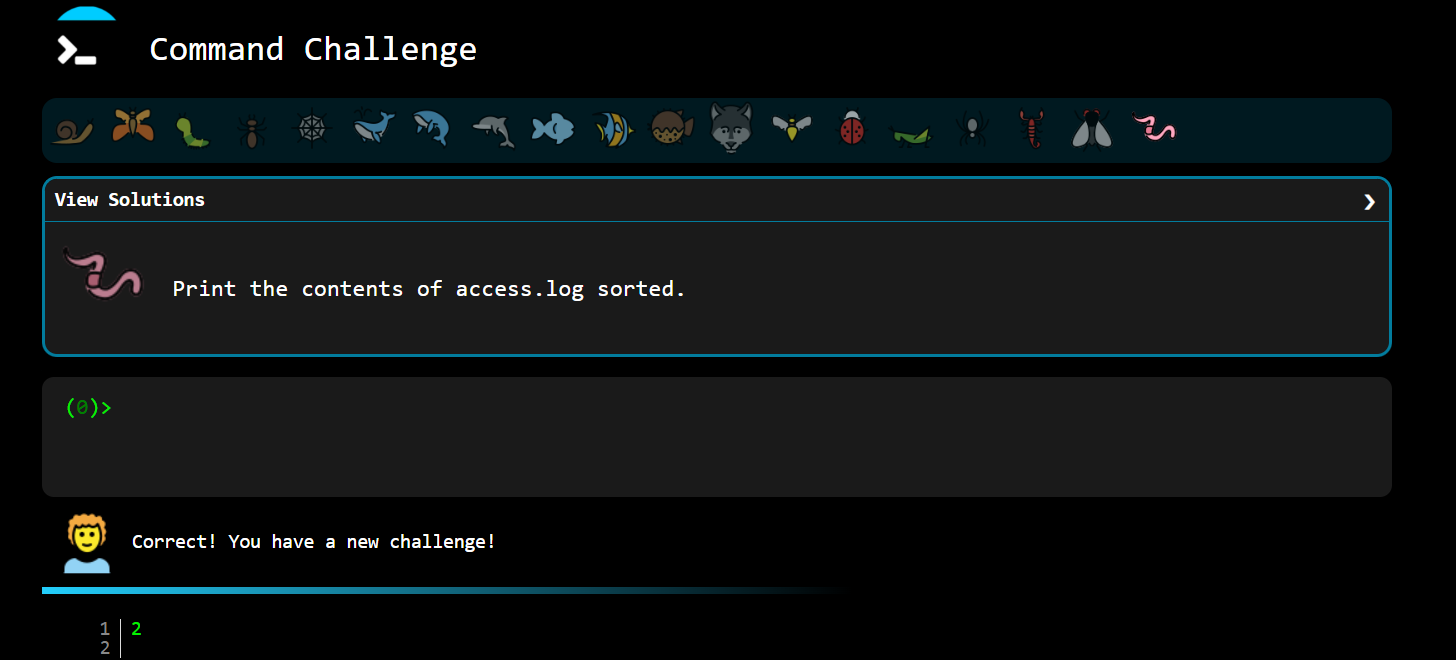 Command Challenge
View Solutions
Print the contents of access.log sorted.
(0)>
Correct! You have a new challenge!
1 2
2